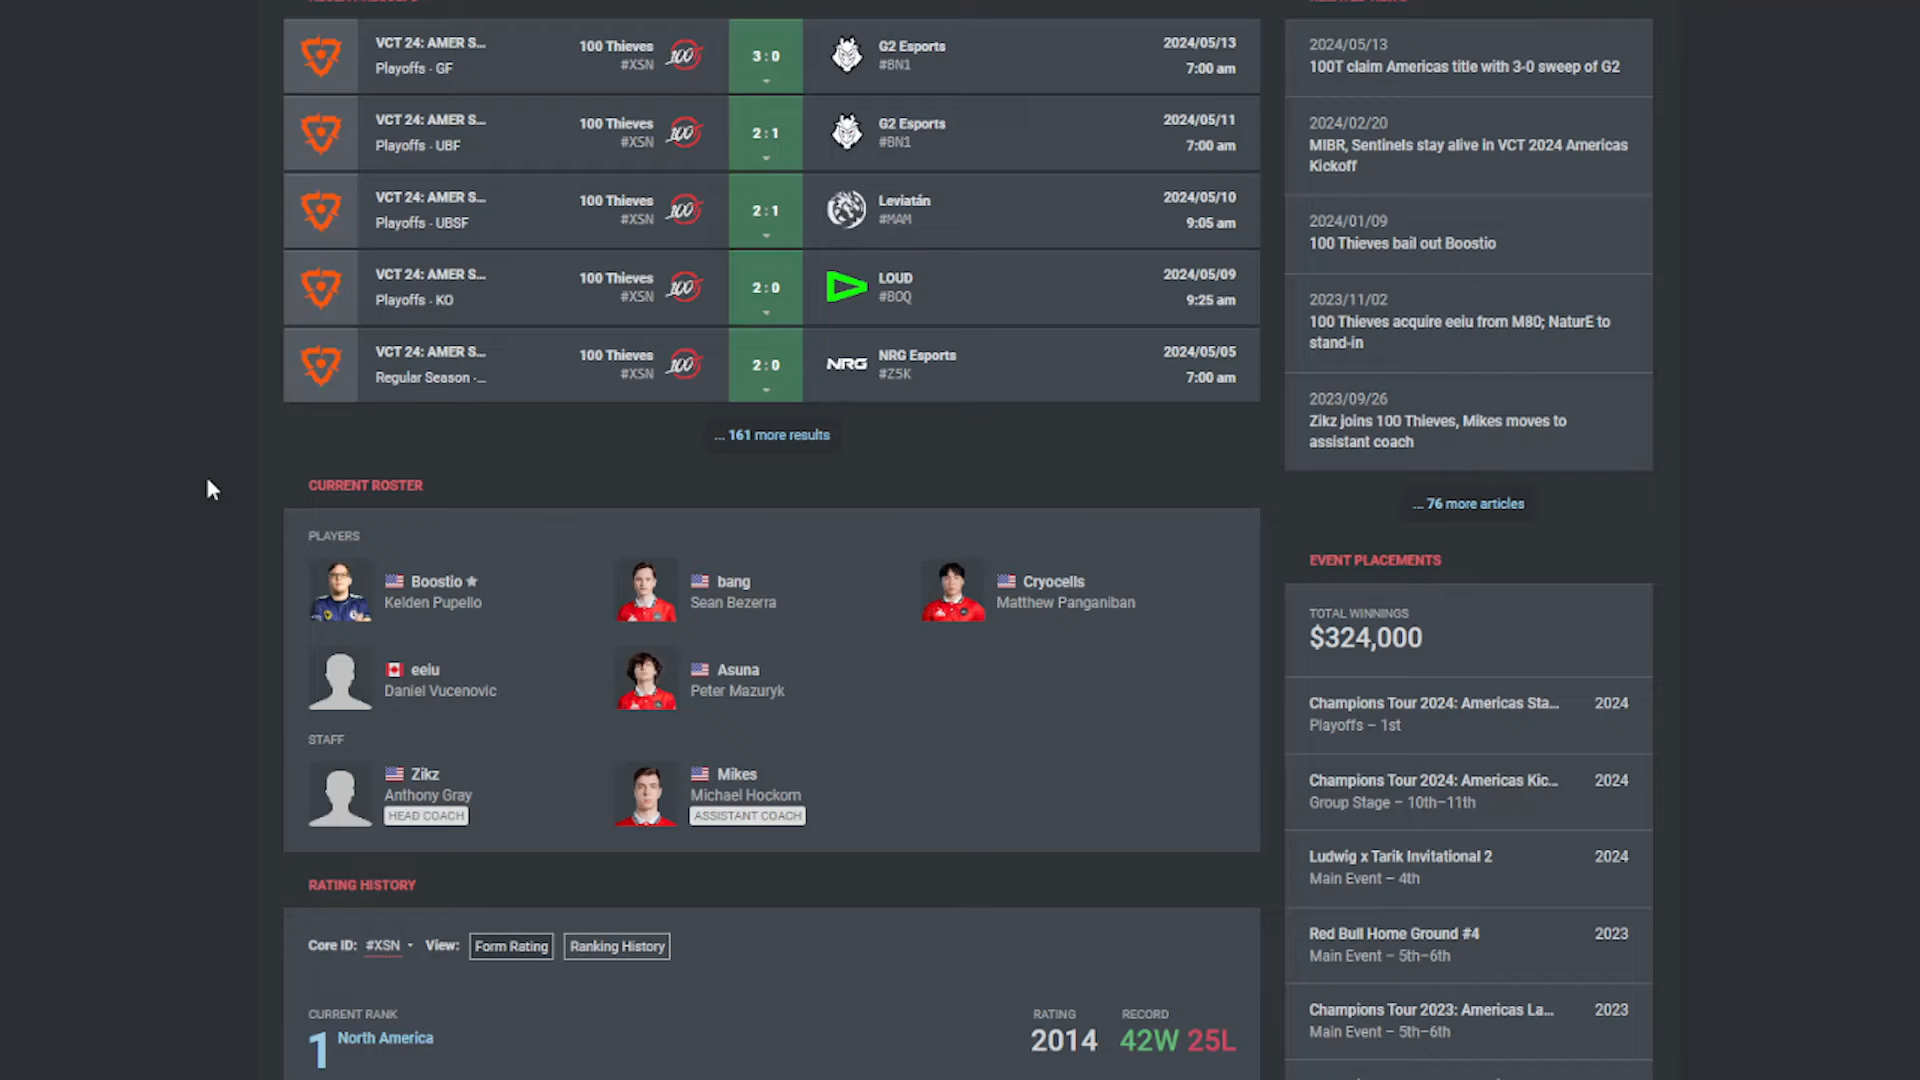 VCT 24: AMER S...
Playoffs - GF
100 Thieves
#XSN
3 : 0
G2 Esports
#BN1
2024/05/13
7:00 am
VCT 24: AMER S...
Playoffs - UBF
100 Thieves
#XSN
2 : 1
G2 Esports
#BN1
2024/05/11
7:00 am
VCT 24: AMER S...
Playoffs - UBSF
100 Thieves
#XSN
2 : 1
Leviatán
#MAM
2024/05/10
9:05 am
VCT 24: AMER S...
Playoffs - KO
100 Thieves
#XSN
2 : 0
LOUD
#BOQ
2024/05/09
9:25 am
VCT 24: AMER S...
Regular Season -...
100 Thieves
#XSN
2 : 0
NRG
NRG Esports
#Z5K
2024/05/05
7:00 am
... 161 more results
CURRENT ROSTER
PLAYERS
Boostio
Kelden Pupello
bang
Sean Bezerra
Cryocells
Matthew Panganiban
eeiu
Daniel Vucenovic
Asuna
Peter Mazuryk
STAFF
Zikz
Anthony Gray
HEAD COACH
Mikes
Michael Hockom
ASSISTANT COACH
RATING HISTORY
Core ID: #XSN View: Form Rating Ranking History
CURRENT RANK
1 North America
RATING
2014
RECORD
42W 25L
2024/05/13
100T claim Americas title with 3-0 sweep of G2
2024/02/20
MIBR, Sentinels stay alive in VCT 2024 Americas
Kickoff
2024/01/09
100 Thieves bail out Boostio
2023/11/02
100 Thieves acquire eeiu from M80; NaturE to
stand-in
2023/09/26
Zikz joins 100 Thieves, Mikes moves to
assistant coach
... 76 more articles
EVENT PLACEMENTS
TOTAL WINNINGS
$324,000
Champions Tour 2024: Americas Sta... 2024
Playoffs – 1st
Champions Tour 2024: Americas Kic... 2024
Group Stage – 10th–11th
Ludwig x Tarik Invitational 2 2024
Main Event – 4th
Red Bull Home Ground #4 2023
Main Event – 5th–6th
Champions Tour 2023: Americas La... 2023
Main Event – 5th–6th